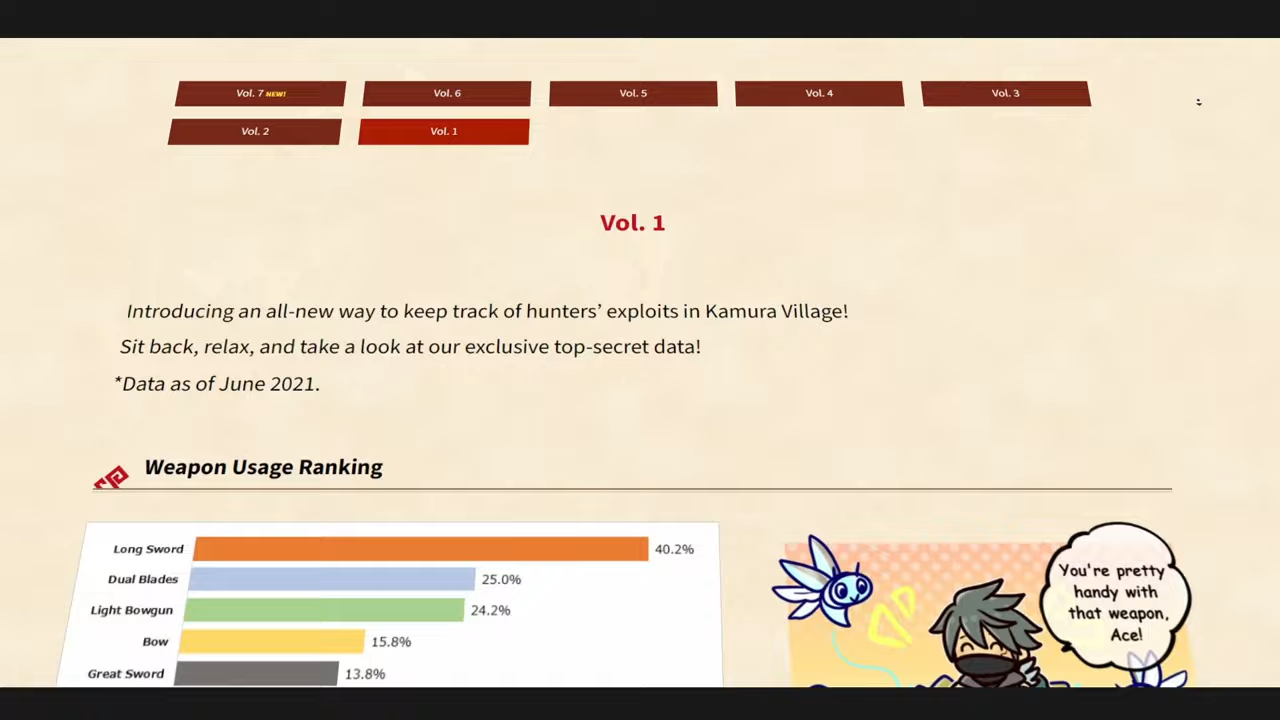 Vol. 7 NEW!
Vol. 6
Vol. 5
Vol. 4
Vol. 3
Vol. 2
Vol. 1
Vol. 1
Introducing an all-new way to keep track of hunters’ exploits in Kamura Village!
Sit back, relax, and take a look at our exclusive top-secret data!
*Data as of June 2021.
Weapon Usage Ranking
Long Sword 40.2%
Dual Blades 25.0%
Light Bowgun 24.2%
Bow 15.8%
Great Sword 13.8%
You're pretty
handy with
that weapon,
Ace!